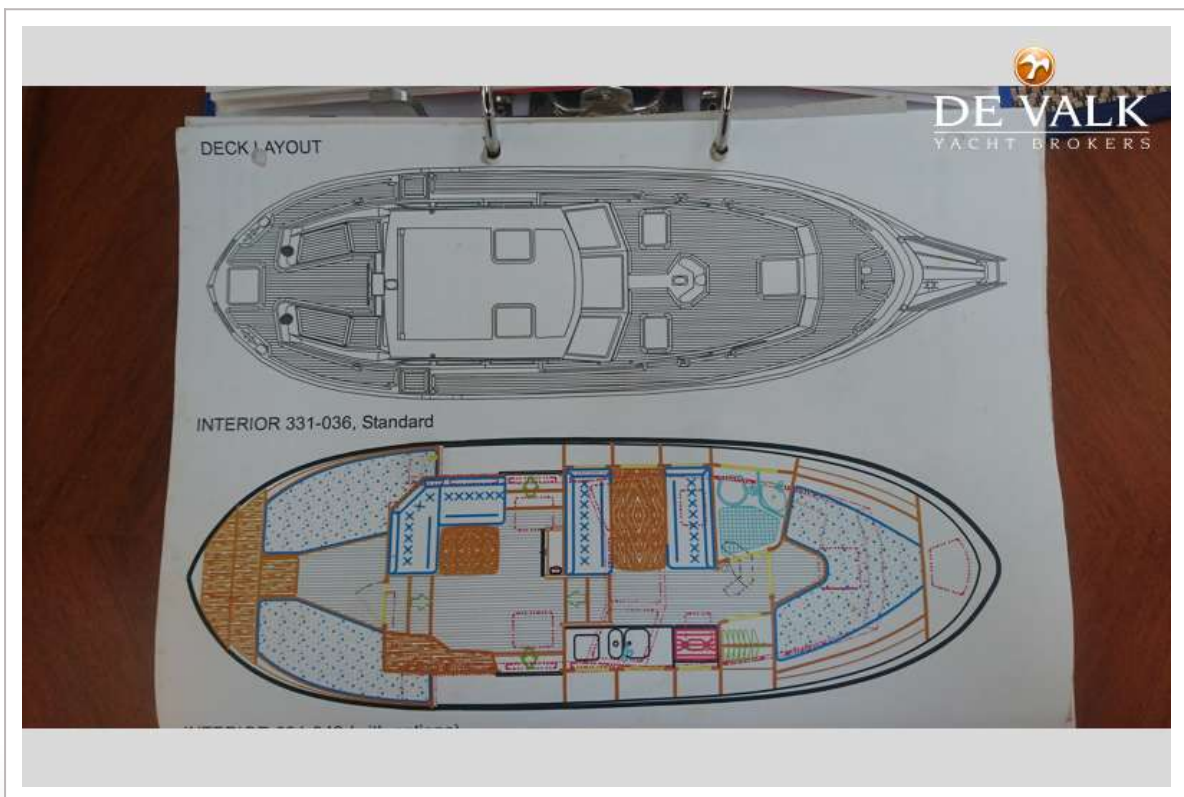 DE VALK
YACHT BROKERS
DECK LAYOUT
INTERIOR 331-036, Standard